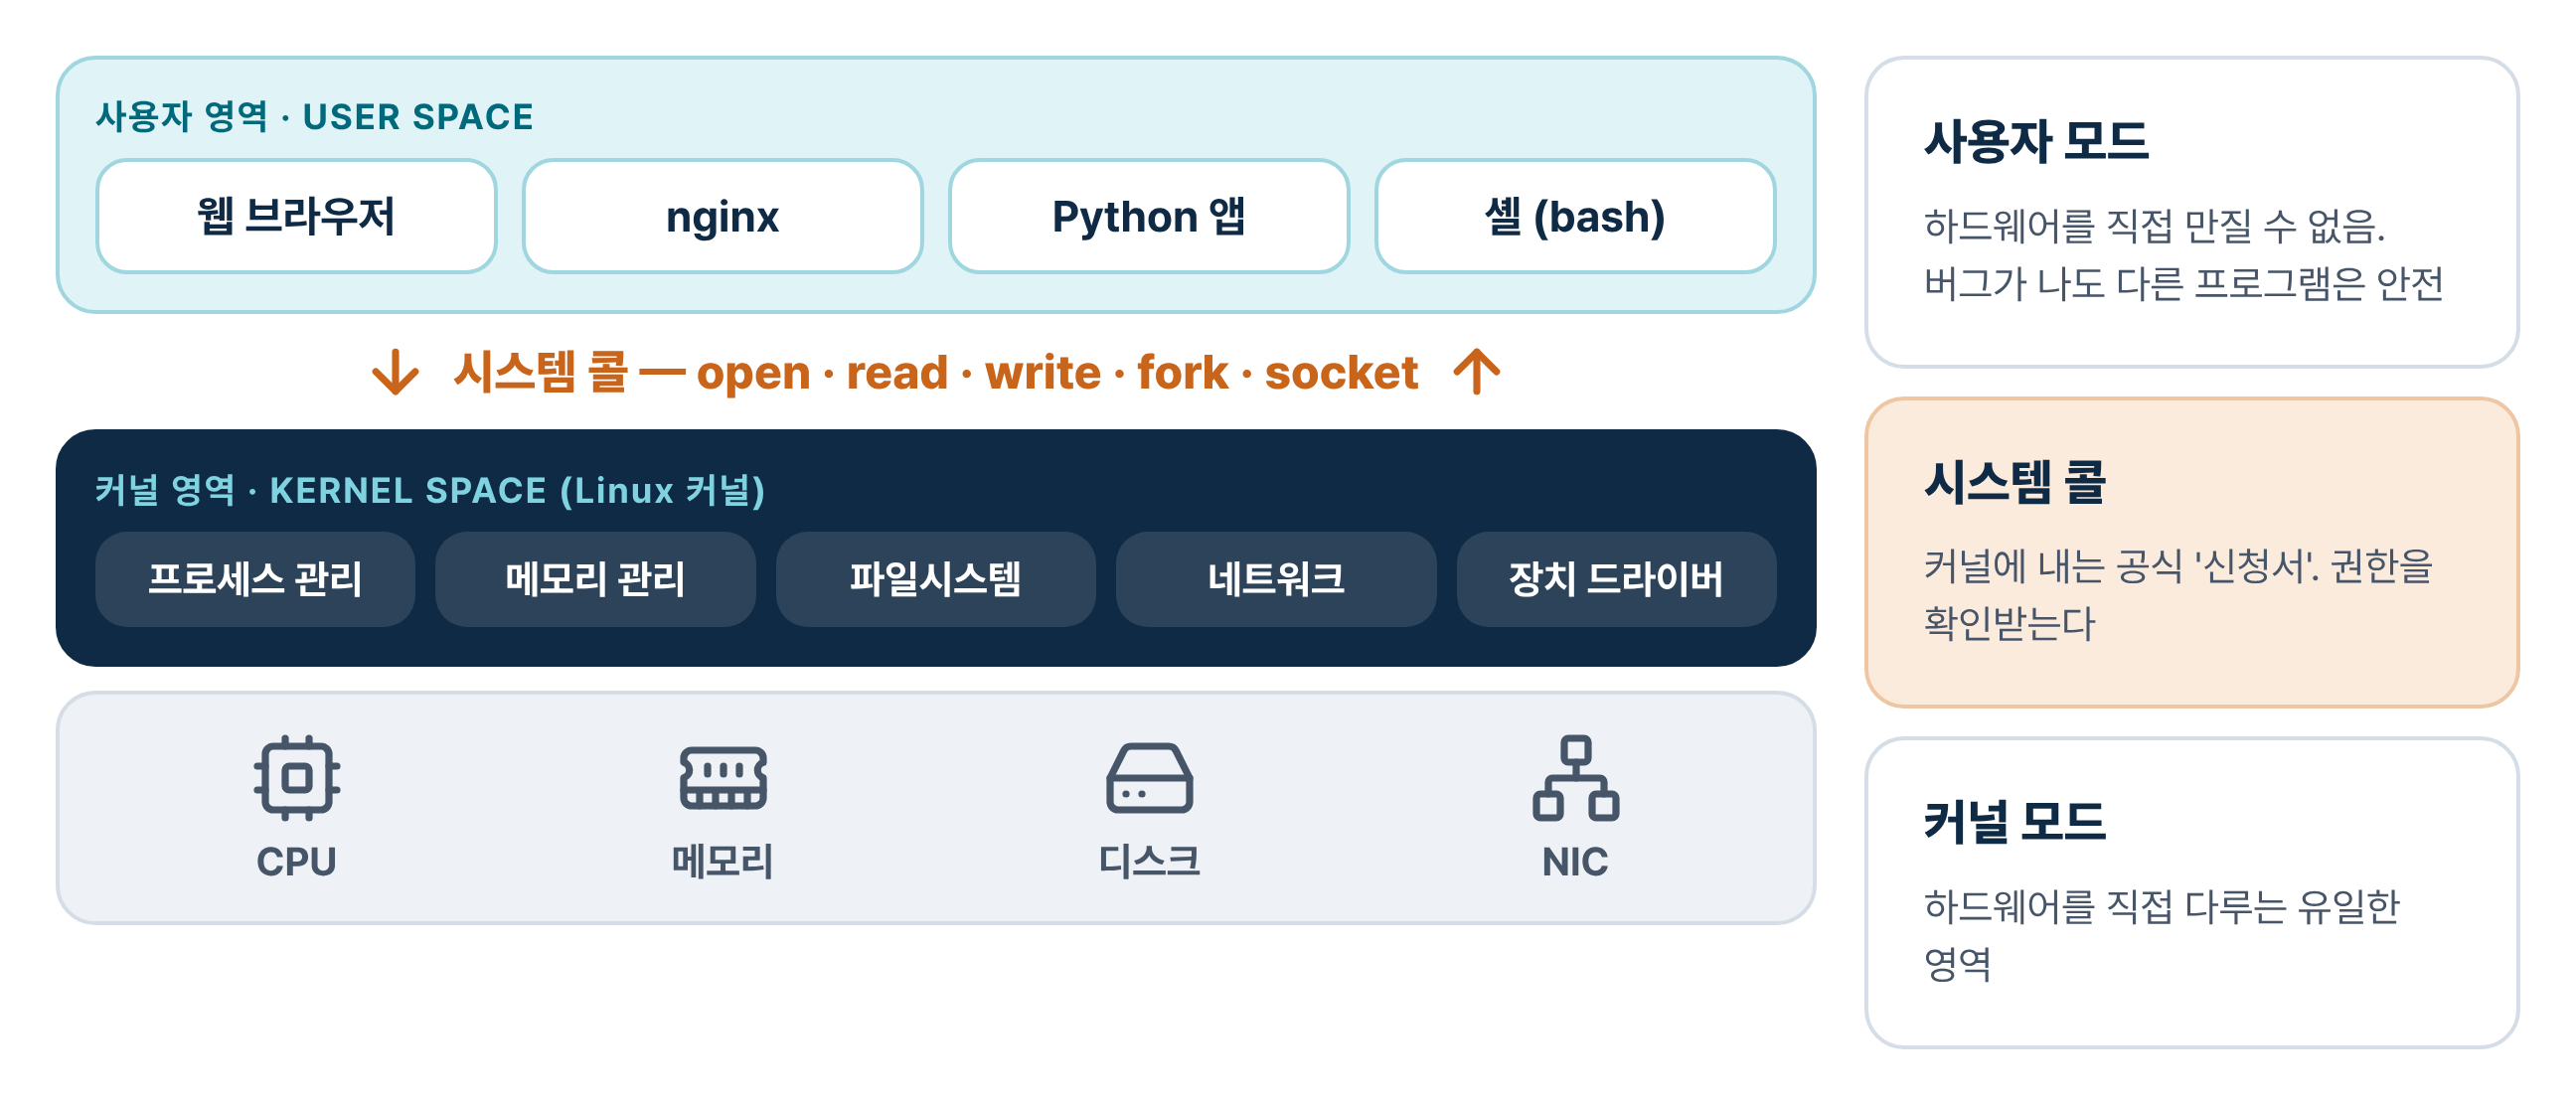 사용자 영역 · USER SPACE
웹 브라우저
nginx
Python 앱
셸 (bash)
시스템 콜 — open · read · write · fork · socket
커널 영역 · KERNEL SPACE (Linux 커널)
프로세스 관리
메모리 관리
파일시스템
네트워크
장치 드라이버
CPU
메모리
디스크
NIC
사용자 모드
하드웨어를 직접 만질 수 없음.
버그가 나도 다른 프로그램은 안전
시스템 콜
커널에 내는 공식 '신청서'. 권한을
확인받는다
커널 모드
하드웨어를 직접 다루는 유일한
영역